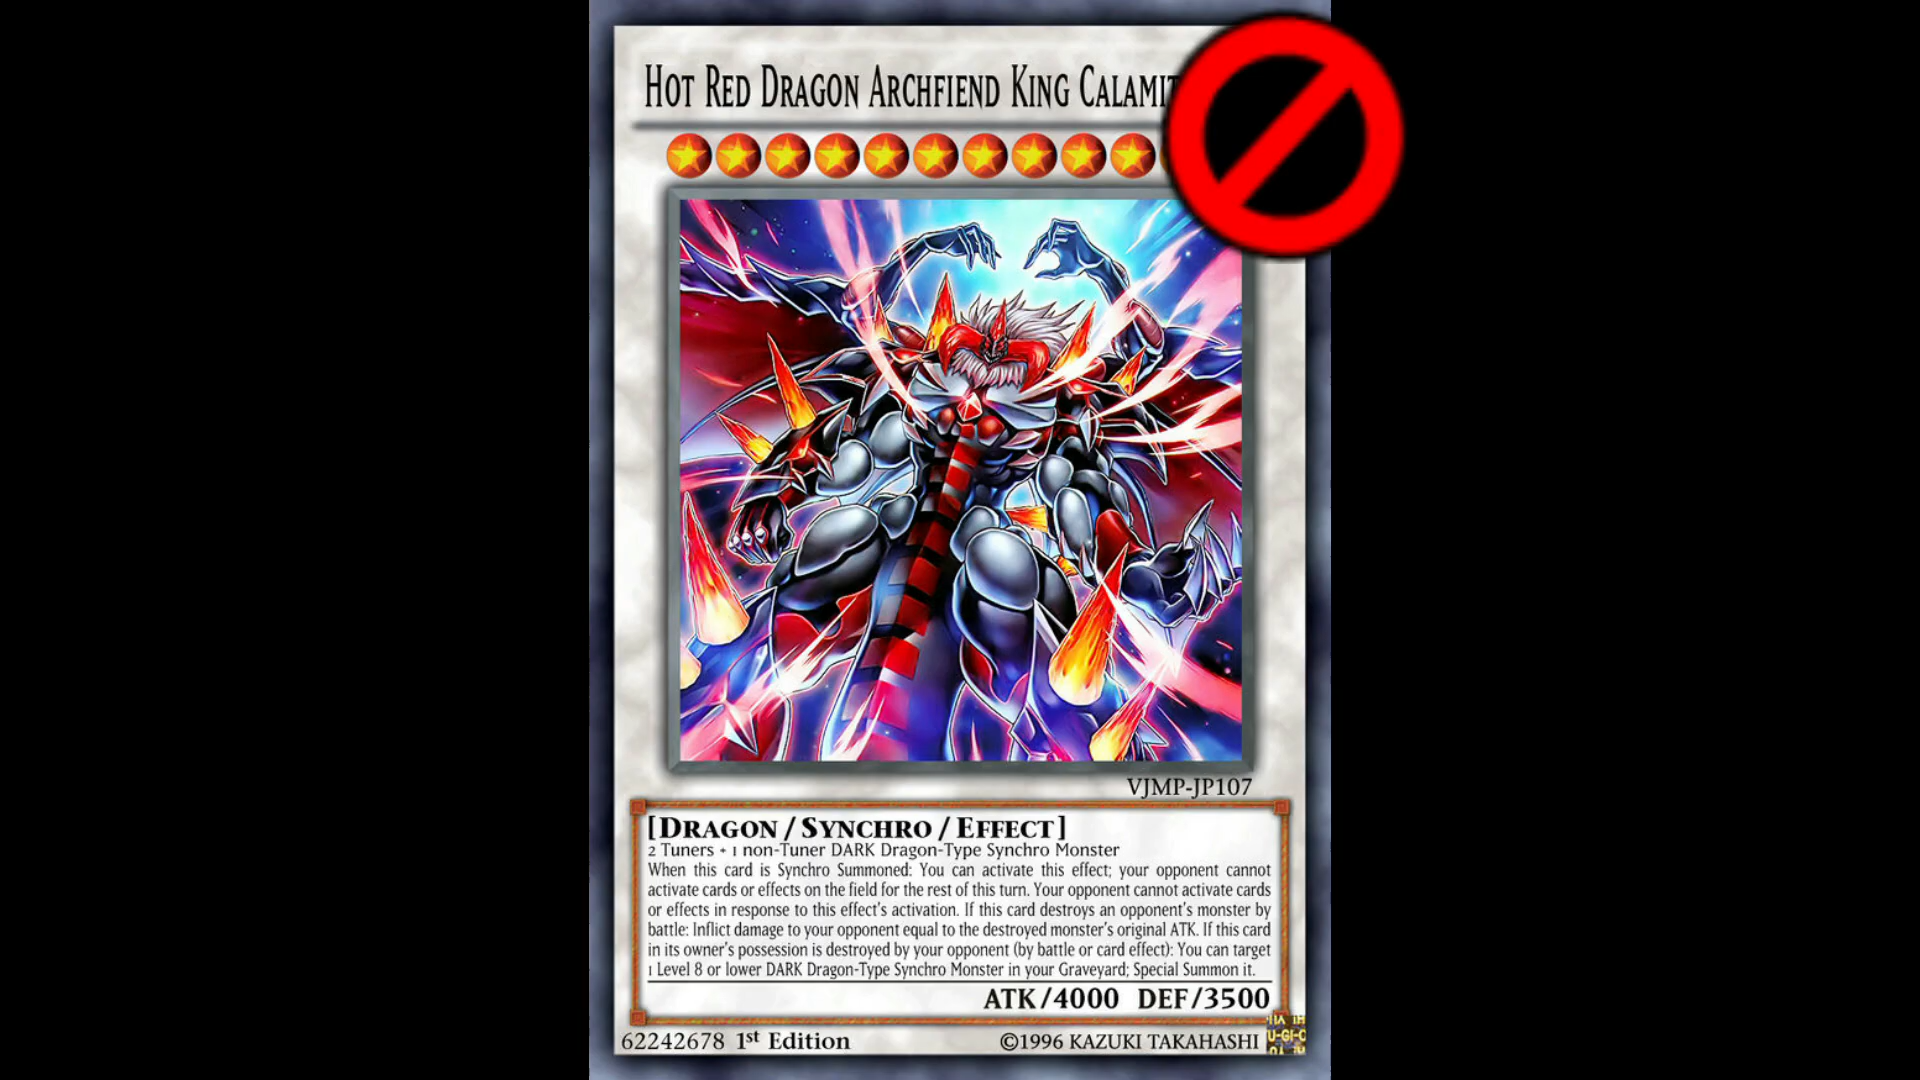 HOT RED DRAGON ARCHFIEND KING CALAMIT
VJMP-JP107
[DRAGON / SYNCHRO / EFFECT]
2 Tuners + 1 non-Tuner DARK Dragon-Type Synchro Monster
When this card is Synchro Summoned: You can activate this effect; your opponent cannot
activate cards or effects on the field for the rest of this turn. Your opponent cannot activate cards
or effects in response to this effect's activation. If this card destroys an opponent's monster by
battle: Inflict damage to your opponent equal to the destroyed monster's original ATK. If this card
in its owner's possession is destroyed by your opponent (by battle or card effect): You can target
1 Level 8 or lower DARK Dragon-Type Synchro Monster in your Graveyard; Special Summon it.
ATK/4000 DEF/3500
62242678 1st Edition ©1996 KAZUKI TAKAHASHI